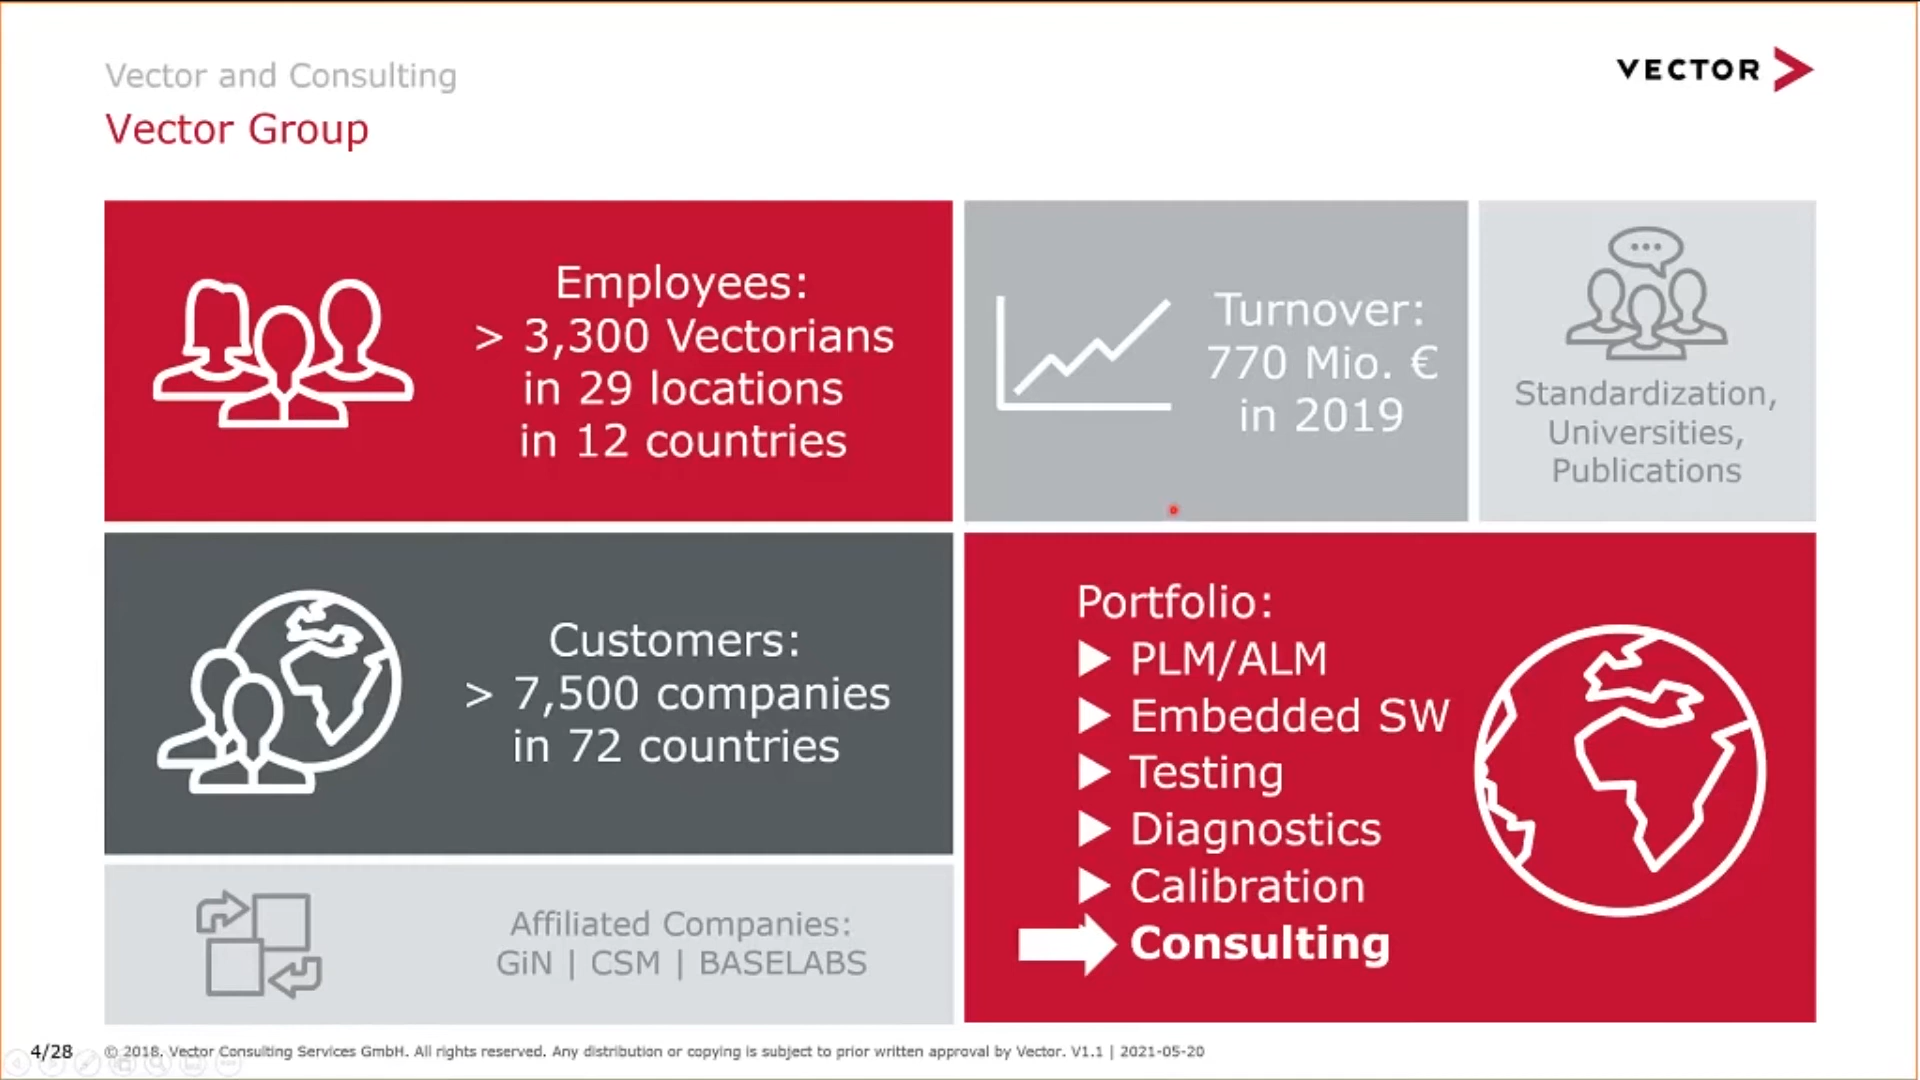 Vector and Consulting
Vector Group
VECTOR
Employees:
> 3,300 Vectorians
in 29 locations
in 12 countries
Turnover:
770 Mio. €
in 2019
Standardization,
Universities,
Publications
Customers:
> 7,500 companies
in 72 countries
Portfolio:
PLM/ALM
Embedded SW
Testing
Diagnostics
Calibration
Consulting
Affiliated Companies:
GiN | CSM | BASELABS
4/28
© 2018. Vector Consulting Services GmbH. All rights reserved. Any distribution or copying is subject to prior written approval by Vector. V1.1 | 2021-05-20